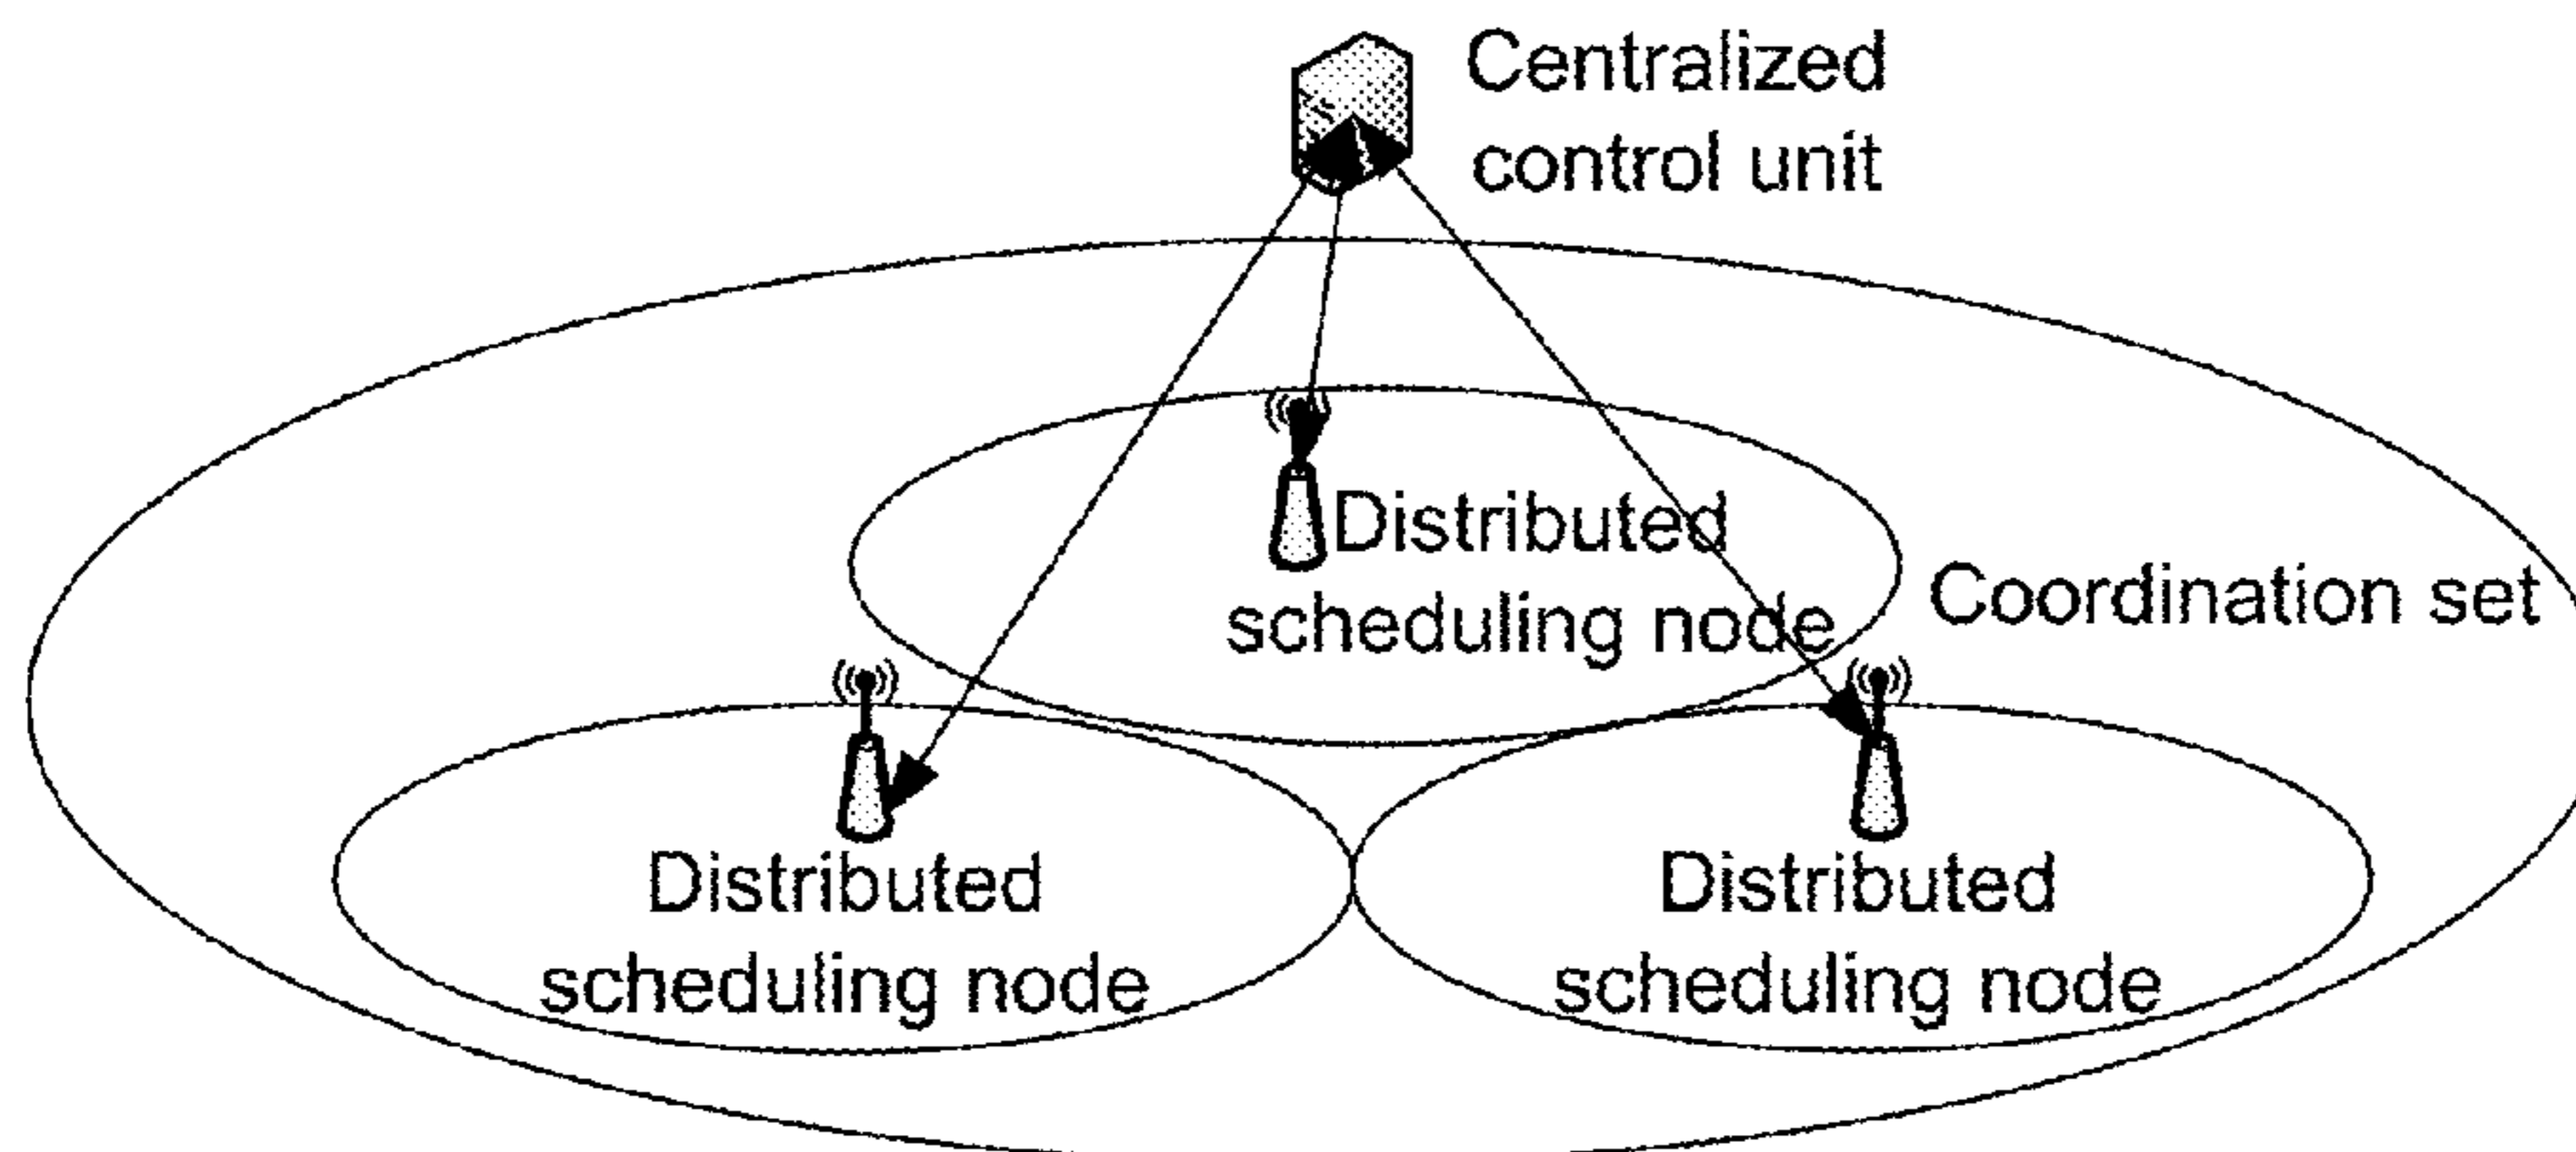 Centralized
control unit
Distributed
scheduling node
Coordination set
Distributed
scheduling node
Distributed
scheduling node